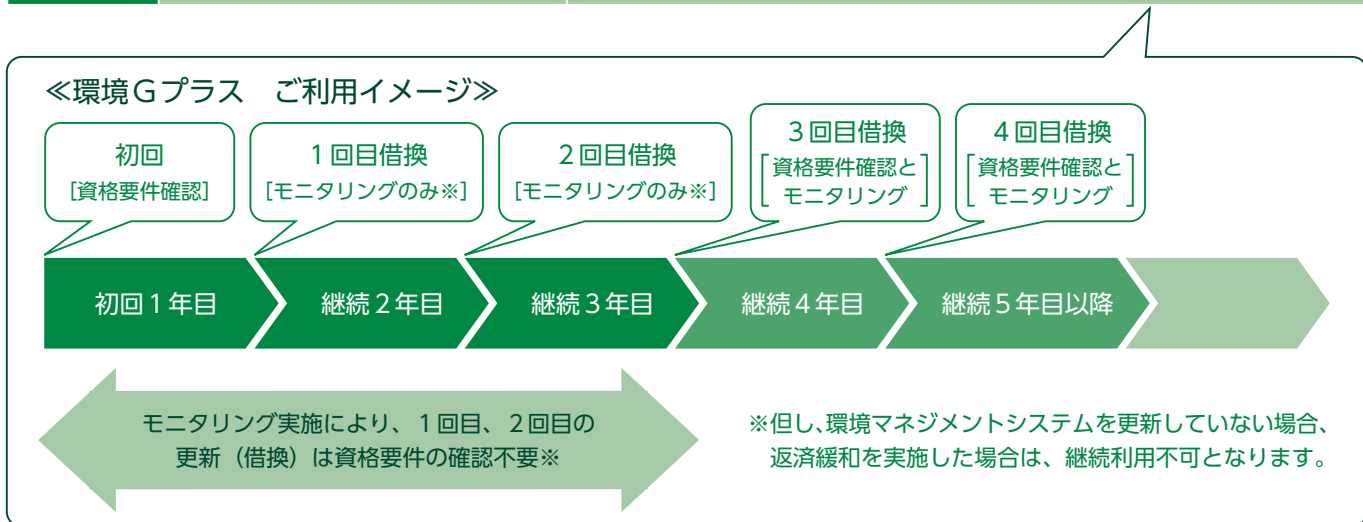 ≪環境Gプラス　ご利用イメージ≫
初回
[資格要件確認]
1回目借換
[モニタリングのみ※]
2回目借換
[モニタリングのみ※]
3回目借換
[資格要件確認と
モニタリング]
4回目借換
[資格要件確認と
モニタリング]
初回1年目
継続2年目
継続3年目
継続4年目
継続5年目以降
モニタリング実施により、1回目、2回目の
更新（借換）は資格要件の確認不要※
※但し、環境マネジメントシステムを更新していない場合、
返済緩和を実施した場合は、継続利用不可となります。